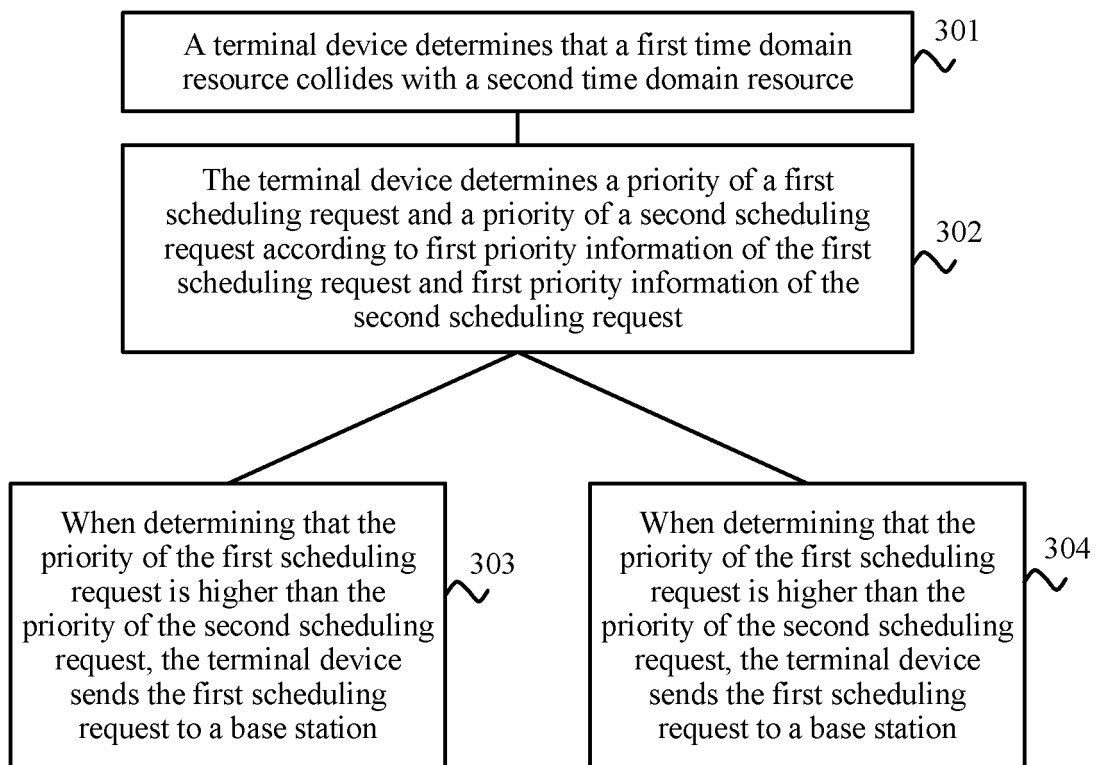 A terminal device determines that a first time domain
resource collides with a second time domain resource
301
The terminal device determines a priority of a first
scheduling request and a priority of a second scheduling
request according to first priority information of the first
scheduling request and first priority information of the
second scheduling request
302
When determining that the
priority of the first scheduling
request is higher than the
priority of the second scheduling
request, the terminal device
sends the first scheduling
request to a base station
303
When determining that the
priority of the first scheduling
request is higher than the
priority of the second scheduling
request, the terminal device
sends the first scheduling
request to a base station
304